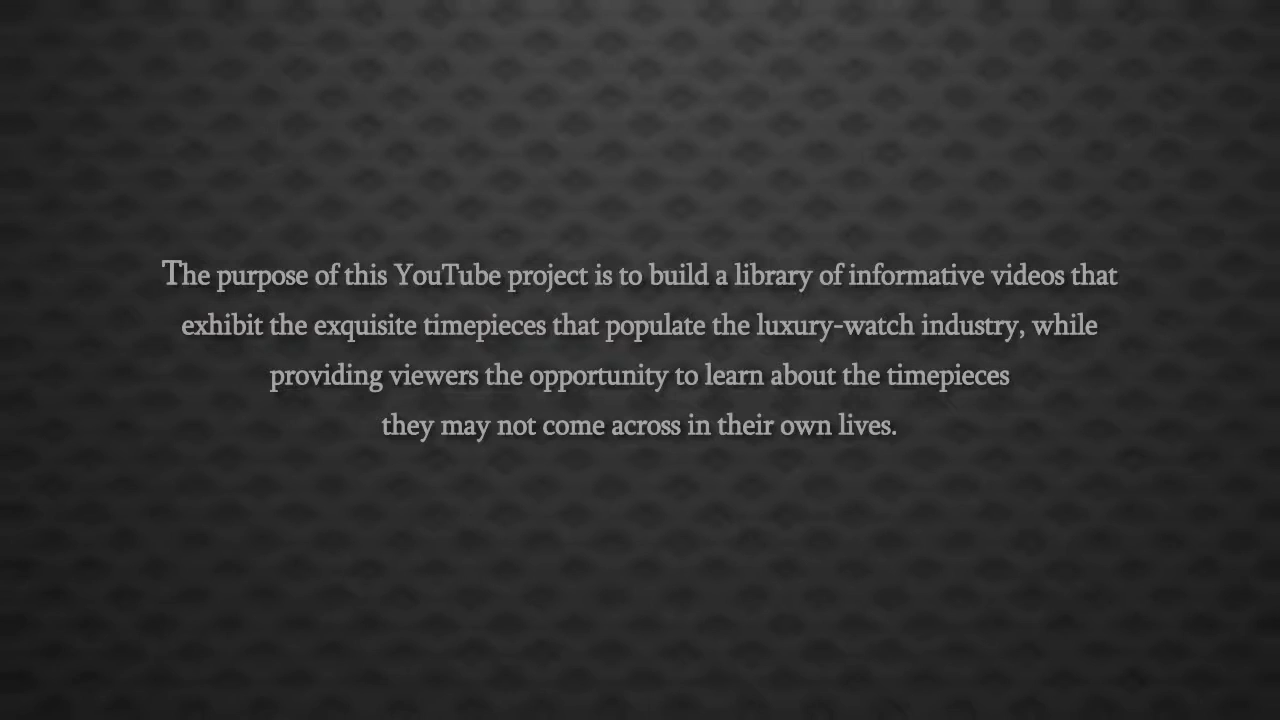 The purpose of this YouTube project is to build a library of informative videos that
exhibit the exquisite timepieces that populate the luxury-watch industry, while
providing viewers the opportunity to learn about the timepieces
they may not come across in their own lives.